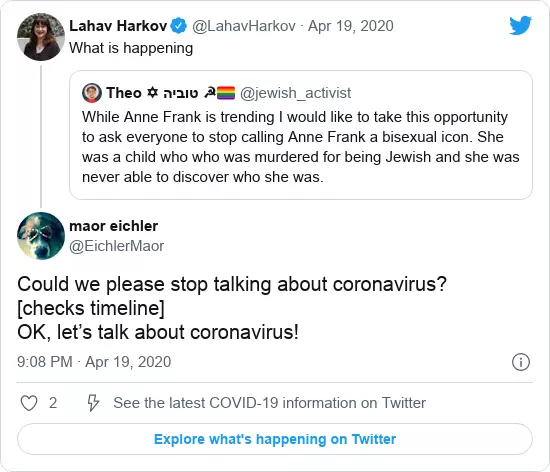 Lahav Harkov @LahavHarkov · Apr 19, 2020
What is happening
Theo ✡ טוביה ☭🏳️‍🌈 @jewish_activist
While Anne Frank is trending I would like to take this opportunity
to ask everyone to stop calling Anne Frank a bisexual icon. She
was a child who who was murdered for being Jewish and she was
never able to discover who she was.
maor eichler
@EichlerMaor
Could we please stop talking about coronavirus?
[checks timeline]
OK, let’s talk about coronavirus!
9:08 PM · Apr 19, 2020
2 See the latest COVID-19 information on Twitter
Explore what's happening on Twitter